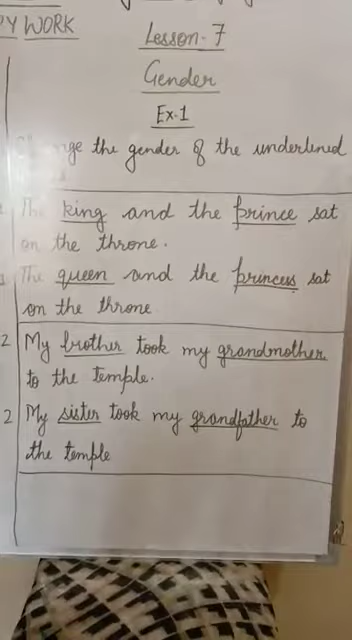 WORK
Lesson-7
Gender
Ex.1
the gender of the underlined
The king and the prince sat
on the throne.
The queen and the princess sat
on the throne
2 My brother took my grandmother
to the temple.
2 My sister took my grandfather to
the temple